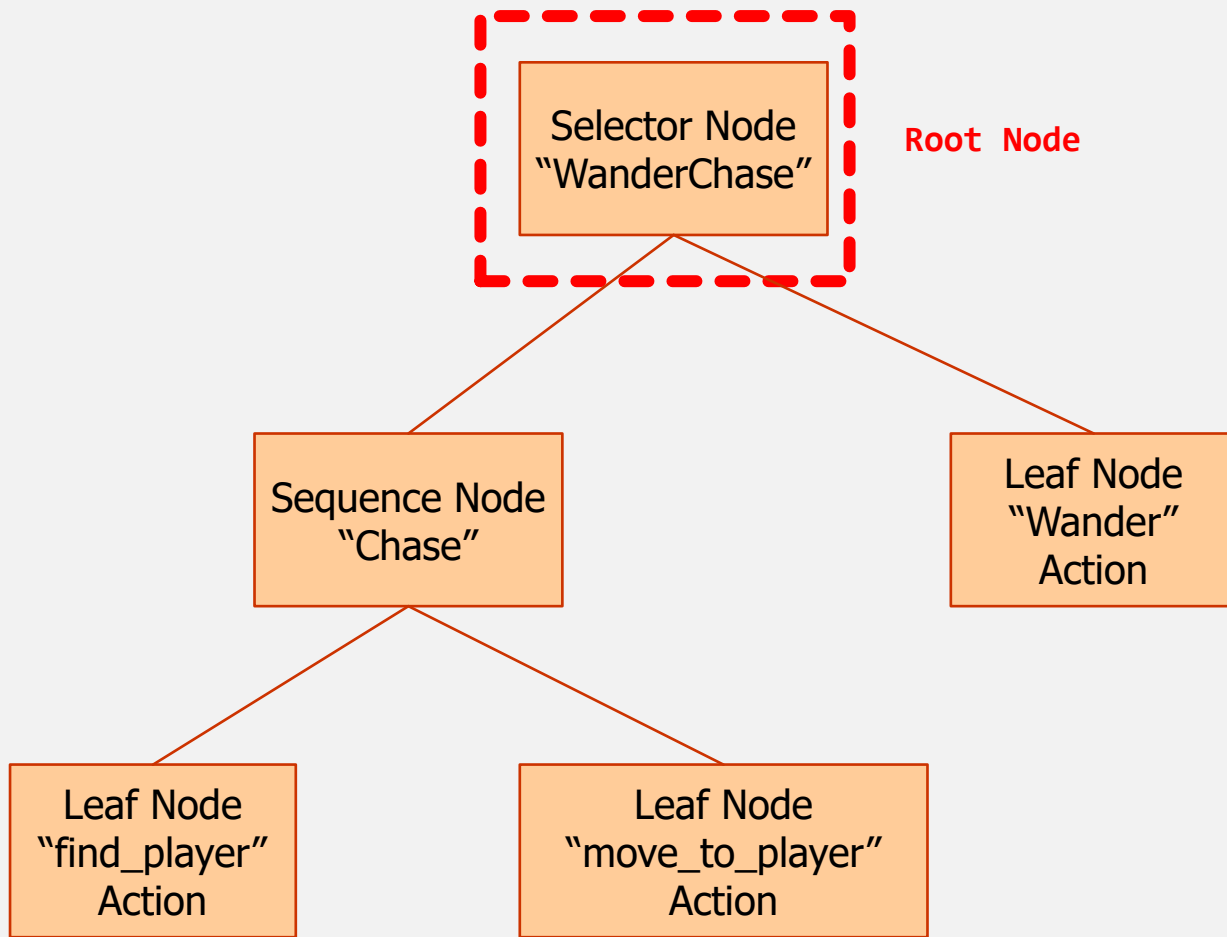 Selector Node
“WanderChase”
Root Node
Sequence Node
“Chase”
Leaf Node
“Wander”
Action
Leaf Node
“find_player”
Action
Leaf Node
“move_to_player”
Action